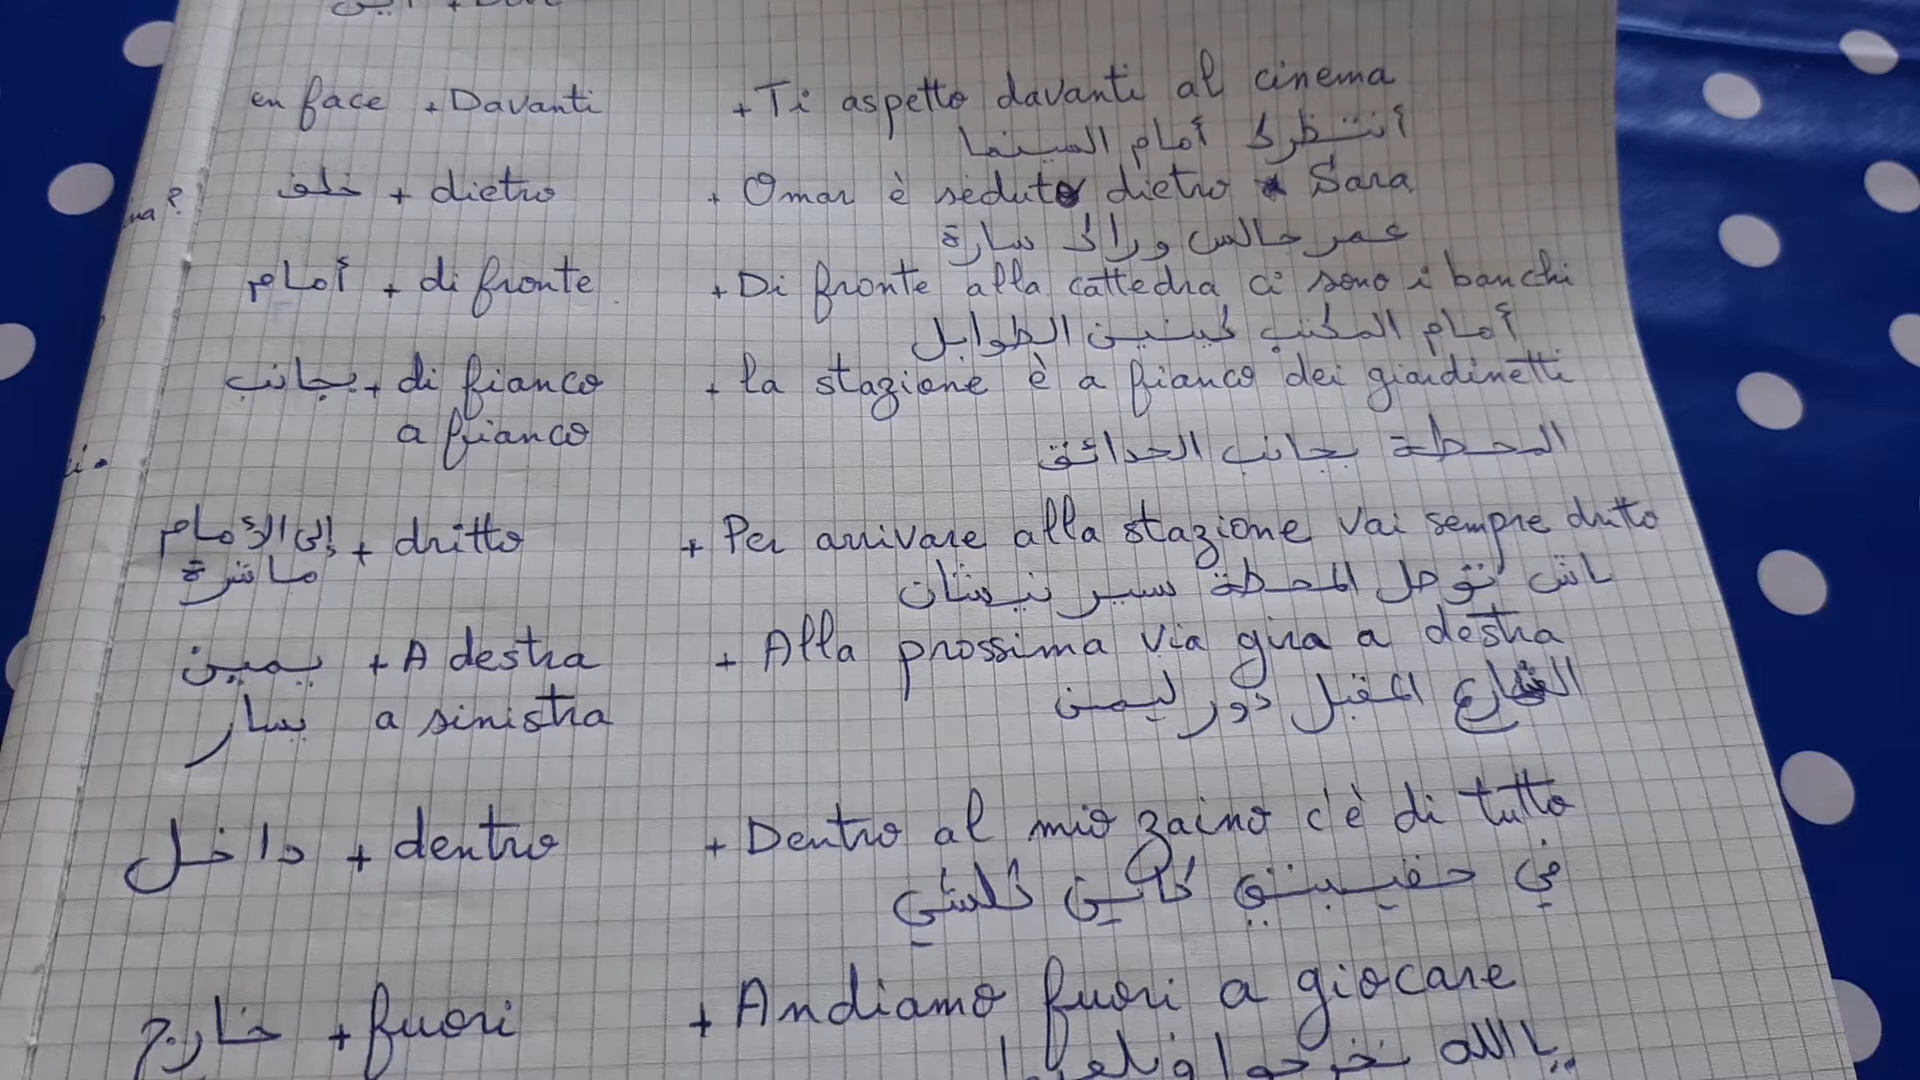 en face + Davanti + Ti aspetto davanti al cinema
أنتظرك أمام السينما
خلف + dietro + Omar è seduto dietro Sara
عمر جالس وراك سارة
أمام + di fronte + Di fronte alla cattedra ci sono i banchi
أمام المكتب كينين الطوابل
بجانب + di fianco + la stazione è a fianco dei giardinetti
a fianco
المحطة بجانب الحدائق
إلى الأمام + dritto + Per arrivare alla stazione vai sempre dritto
مباشرة
باش توصل المحطة سير نيشان
يمين + A destra + Alla prossima via gira a destra
يسار a sinistra
الشارع المقبل دور ليمن
داخل + dentro + Dentro al mio zaino c'è di tutto
في حقيبتي كاين كلشي
خارج + fuori + Andiamo fuori a giocare
يا الله نخرجوا نلعبوا